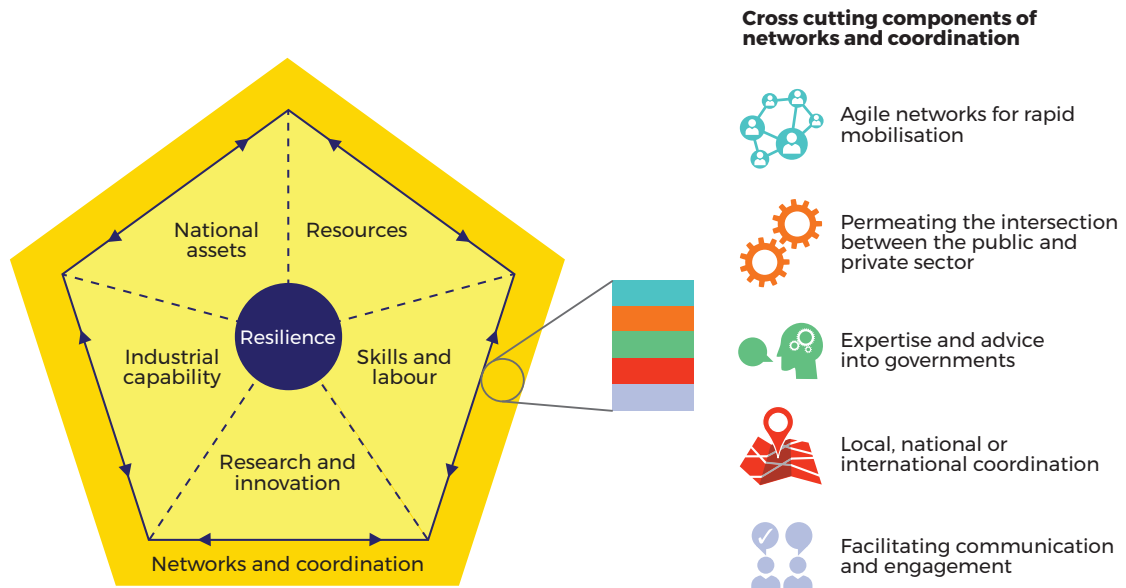 Cross cutting components of
networks and coordination
National
assets
Resources
Resilience
Industrial
capability
Skills and
labour
Research and
innovation
Networks and coordination
Agile networks for rapid
mobilisation
Permeating the intersection
between the public and
private sector
Expertise and advice
into governments
Local, national or
international coordination
Facilitating communication
and engagement